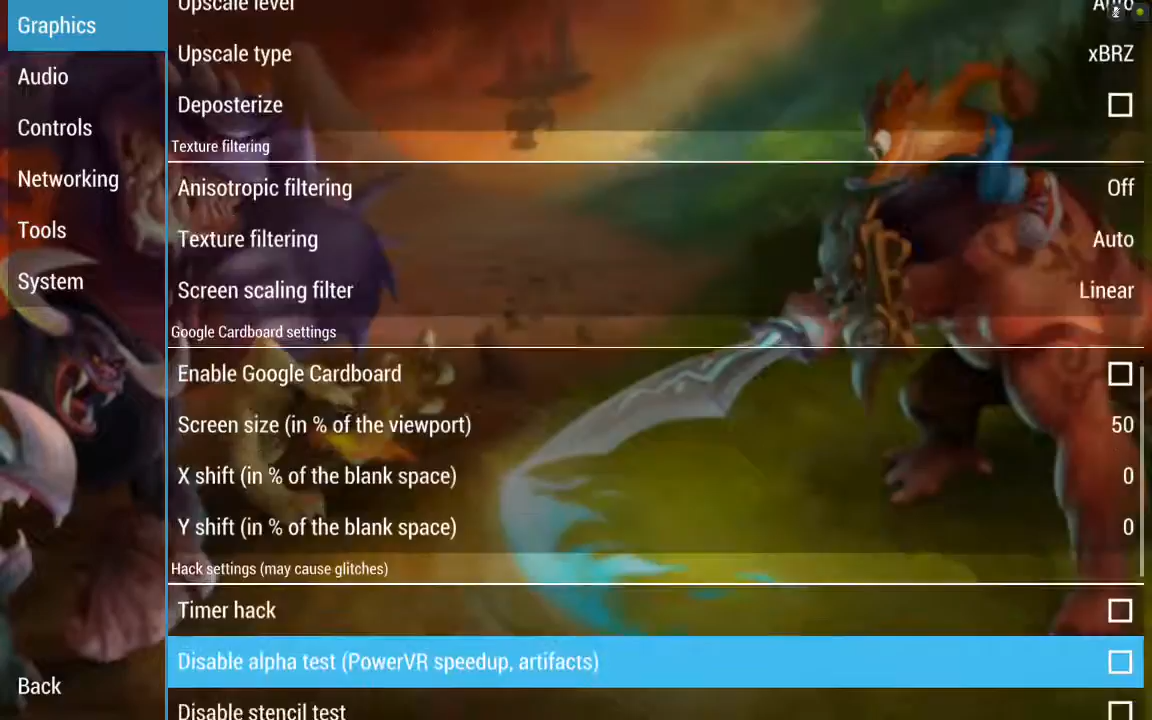 Graphics
Audio
Controls
Networking
Tools
System
Back
Upscale level Auto
Upscale type xBRZ
Deposterize
Texture filtering
Anisotropic filtering Off
Texture filtering Auto
Screen scaling filter Linear
Google Cardboard settings
Enable Google Cardboard
Screen size (in % of the viewport) 50
X shift (in % of the blank space) 0
Y shift (in % of the blank space) 0
Hack settings (may cause glitches)
Timer hack
Disable alpha test (PowerVR speedup, artifacts)
Disable stencil test